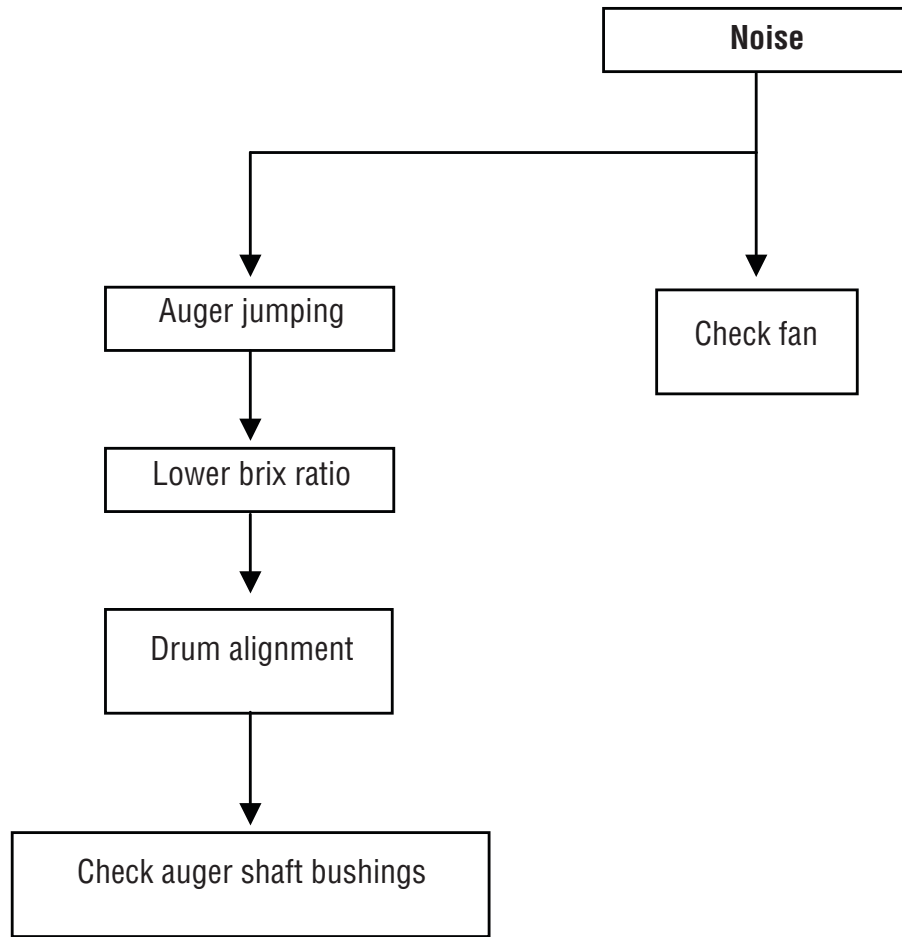 Noise
Auger jumping
Check fan
Lower brix ratio
Drum alignment
Check auger shaft bushings